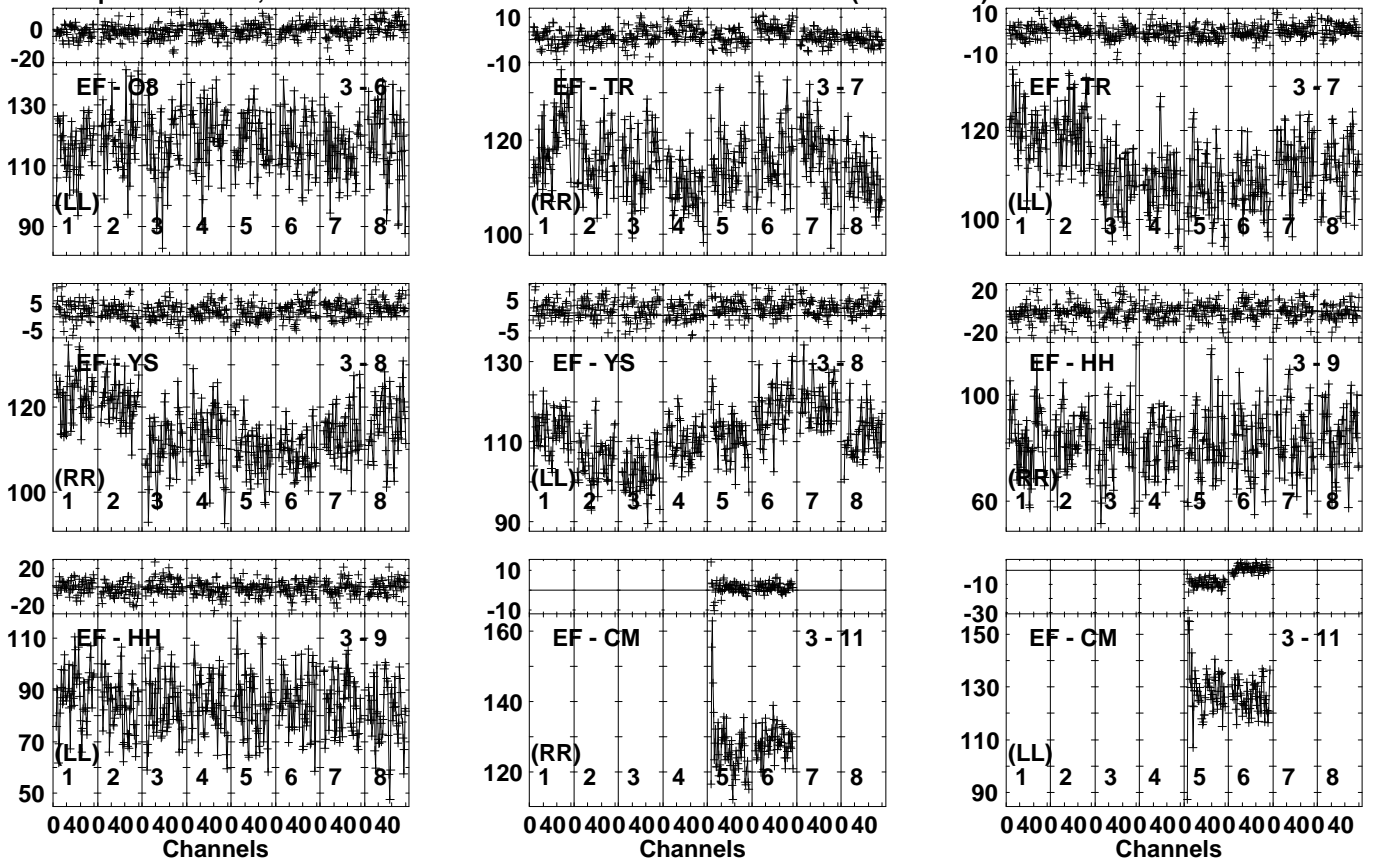 0
-20
EF - O8 3 - 6
130
110
90
(LL)
1 2 3 4 5 6 7 8
10
-10
EF - TR 3 - 7
120
100
(RR)
1 2 3 4 5 6 7 8
10
-10
EF - TR 3 - 7
120
100
(LL)
1 2 3 4 5 6 7 8
5
-5
EF - YS 3 - 8
120
100
(RR)
1 2 3 4 5 6 7 8
5
-5
130
EF - YS 3 - 8
110
90
(LL)
1 2 3 4 5 6 7 8
20
-20
EF - HH 3 - 9
100
60
(RR)
1 2 3 4 5 6 7 8
20
-20
110
EF - HH 3 - 9
90
70
50
(LL)
1 2 3 4 5 6 7 8
0 40 0 40 0 40 0 40 0 40 0 40 0 40 0 40
Channels
10
-10
160
EF - CM 3 - 11
140
120
(RR)
1 2 3 4 5 6 7 8
0 40 0 40 0 40 0 40 0 40 0 40 0 40 0 40
Channels
-10
-30
150
EF - CM 3 - 11
130
110
90
(LL)
1 2 3 4 5 6 7 8
0 40 0 40 0 40 0 40 0 40 0 40 0 40 0 40
Channels